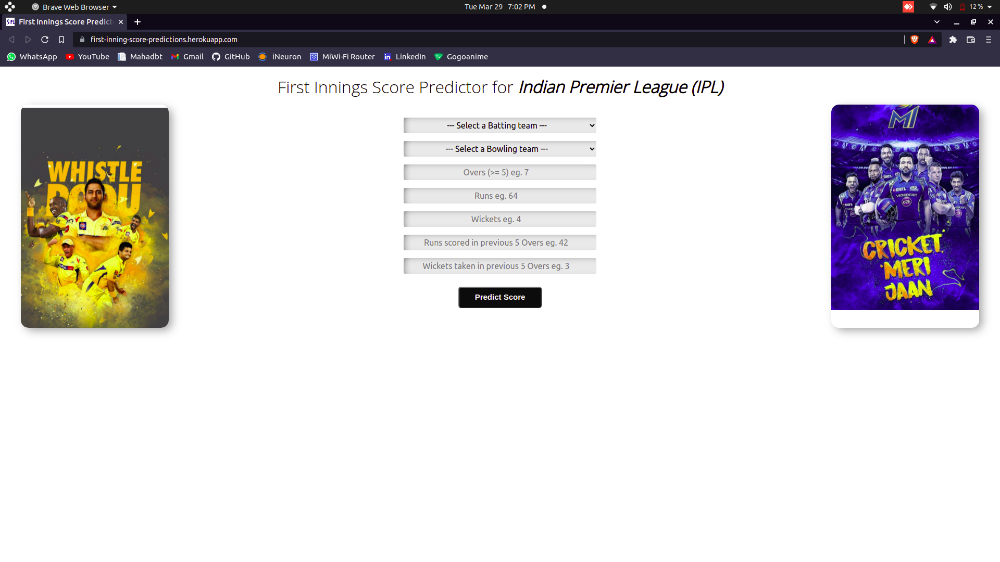 Brave Web Browser
Tue Mar 29 7:02 PM
12 %
First Innings Score Predict
first-inning-score-predictions.herokuapp.com
WhatsApp YouTube Mahadbt Gmail GitHub iNeuron MiWi-Fi Router LinkedIn Gogoanime
First Innings Score Predictor for Indian Premier League (IPL)
WHISTLE
PODU
--- Select a Batting team ---
--- Select a Bowling team ---
Overs (>= 5) eg. 7
Runs eg. 64
Wickets eg. 4
Runs scored in previous 5 Overs eg. 42
Wickets taken in previous 5 Overs eg. 3
Predict Score
MI
DHFL
VIDEOCON
d2h
CRICKET
MERI
JAAN